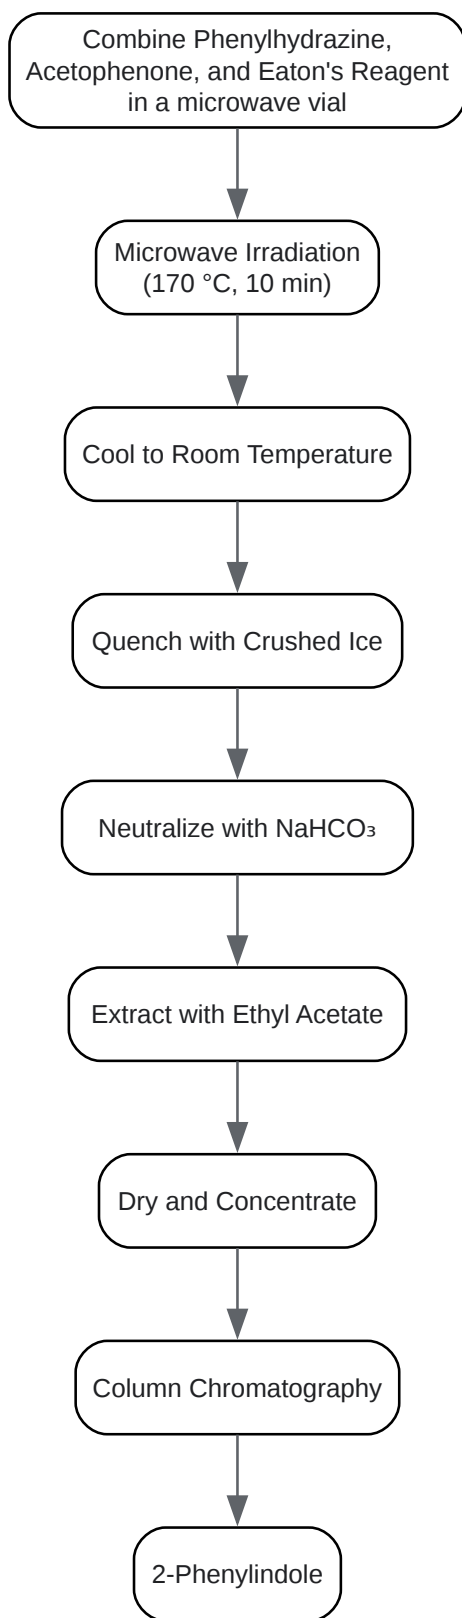 Combine Phenylhydrazine,
Acetophenone, and Eaton's Reagent
in a microwave vial
Microwave Irradiation
(170 °C, 10 min)
Cool to Room Temperature
Quench with Crushed Ice
Neutralize with NaHCO₃
Extract with Ethyl Acetate
Dry and Concentrate
Column Chromatography
2-Phenylindole